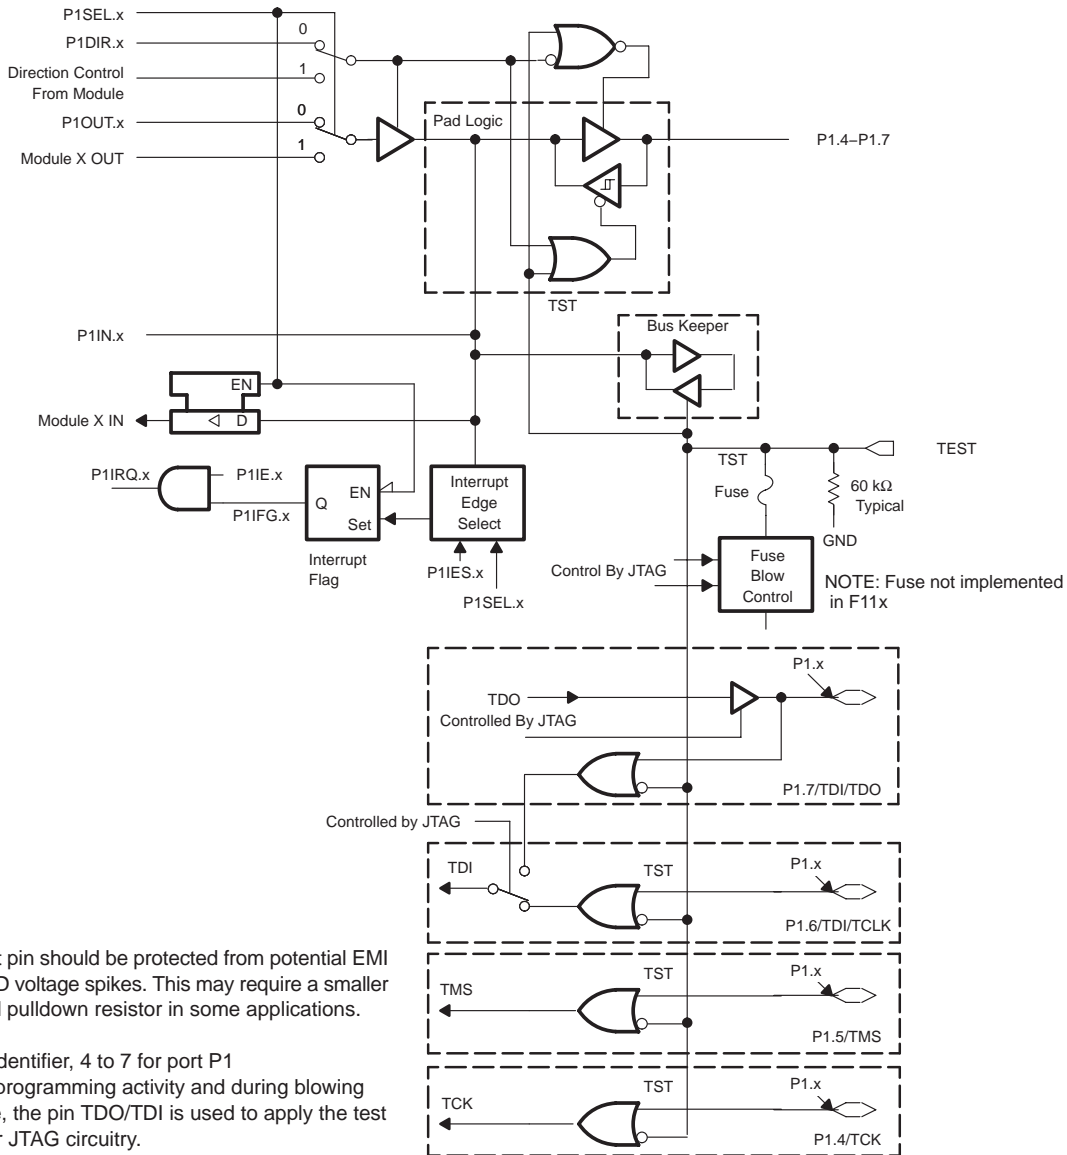 P1SEL.x
P1DIR.x
0
Direction Control
From Module
1
P1OUT.x
0
Module X OUT
1
Pad Logic
P1.4–P1.7
TST
P1IN.x
Bus Keeper
EN
Module X IN
D
TEST
TST
Fuse
60 kΩ
Typical
GND
P1IRQ.x
P1IE.x
P1IFG.x
Q
EN
Set
Interrupt
Edge
Select
Interrupt
Flag
P1IES.x
P1SEL.x
Control By JTAG
Fuse
Blow
Control
NOTE: Fuse not implemented
in F11x
P1.x
TDO
Controlled By JTAG
P1.7/TDI/TDO
Controlled by JTAG
TDI
TST
P1.x
P1.6/TDI/TCLK
t pin should be protected from potential EMI
D voltage spikes. This may require a smaller
l pulldown resistor in some applications.
TMS
TST
P1.x
P1.5/TMS
dentifier, 4 to 7 for port P1
programming activity and during blowing
e, the pin TDO/TDI is used to apply the test
r JTAG circuitry.
TCK
TST
P1.x
P1.4/TCK